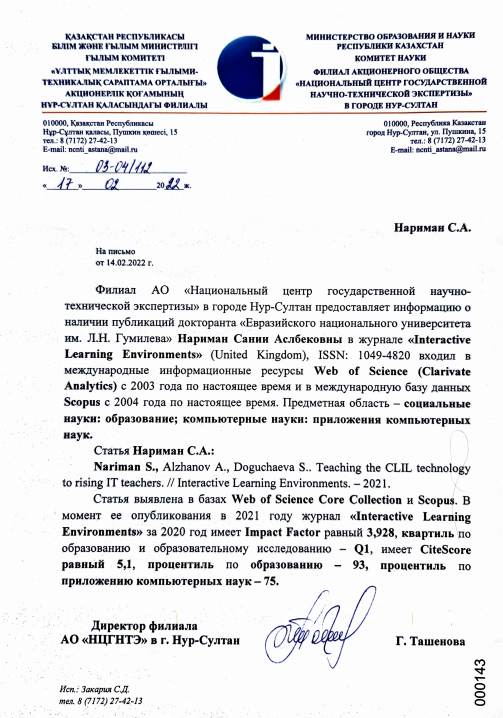 ҚАЗАҚСТАН РЕСПУБЛИКАСЫ
БІЛІМ ЖӘНЕ ҒЫЛЫМ МИНИСТРЛІГІ
ҒЫЛЫМ КОМИТЕТІ
«ҰЛТТЫҚ МЕМЛЕКЕТТІК ҒЫЛЫМИ-
ТЕХНИКАЛЫҚ САРАПТАМА ОРТАЛЫҒЫ»
АКЦИОНЕРЛІК ҚОҒАМЫНЫҢ
НҰР-СҰЛТАН ҚАЛАСЫНДАҒЫ ФИЛИАЛЫ
МИНИСТЕРСТВО ОБРАЗОВАНИЯ И НАУКИ
РЕСПУБЛИКИ КАЗАХСТАН
КОМИТЕТ НАУКИ
ФИЛИАЛ АКЦИОНЕРНОГО ОБЩЕСТВА
«НАЦИОНАЛЬНЫЙ ЦЕНТР ГОСУДАРСТВЕННОЙ
НАУЧНО-ТЕХНИЧЕСКОЙ ЭКСПЕРТИЗЫ»
В ГОРОДЕ НУР-СУЛТАН
010000, Қазақстан Республикасы
Нұр-Сұлтан қаласы, Пушкин көшесі, 15
тел.: 8 (7172) 27-42-13
E-mail: ncnti_astana@mail.ru
010000, Республика Казахстан
город Нур-Султан, ул. Пушкина, 15
тел.: 8 (7172) 27-42-13
E-mail: ncnti_astana@mail.ru
Исх. №: 03-04/112
« 17 » 02 2022 ж.
Нариман С.А.
На письмо
от 14.02.2022 г.
Филиал АО «Национальный центр государственной научно-
технической экспертизы» в городе Нур-Султан предоставляет информацию о
наличии публикаций докторанта «Евразийского национального университета
им. Л.Н. Гумилева» Нариман Сании Аслбековны в журнале «Interactive
Learning Environments» (United Kingdom), ISSN: 1049-4820 входил в
международные информационные ресурсы Web of Science (Clarivate
Analytics) с 2003 года по настоящее время и в международную базу данных
Scopus с 2004 года по настоящее время. Предметная область – социальные
науки: образование; компьютерные науки: приложения компьютерных
наук.
Статья Нариман С.А.:
Nariman S., Alzhanov A., Doguchaeva S.. Teaching the CLIL technology
to rising IT teachers. // Interactive Learning Environments. – 2021.
Статья выявлена в базах Web of Science Core Collection и Scopus. В
момент ее опубликования в 2021 году журнал «Interactive Learning
Environments» за 2020 год имеет Impact Factor равный 3,928, квартиль по
образованию и образовательному исследованию – Q1, имеет CiteScore
равный 5,1, процентиль по образованию – 93, процентиль по
приложению компьютерных наук – 75.
Директор филиала
АО «НЦГНТЭ» в г. Нур-Султан
Г. Ташенова
000143
Исп.: Закария С.Д.
тел. 8 (7172) 27-42-13